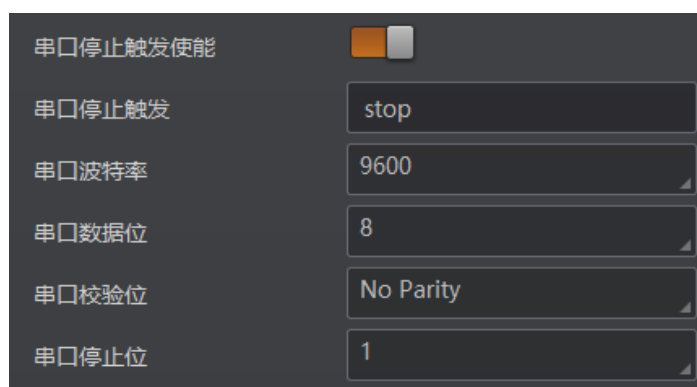 串口停止触发使能
串口停止触发 stop
串口波特率 9600
串口数据位 8
串口校验位 No Parity
串口停止位 1